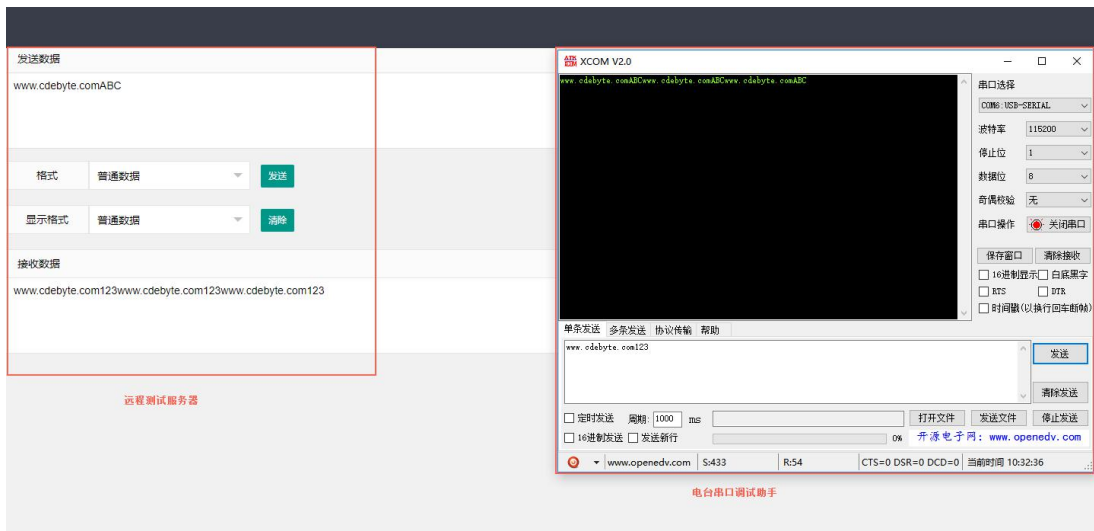 发送数据
www.cdebyte.comABC
格式
普通数据
发送
显示格式
普通数据
清除
接收数据
www.cdebyte.com123www.cdebyte.com123www.cdebyte.com123
远程测试服务器
ATK
COM
XCOM V2.0
www.cdebyte.comABCwww.cdebyte.comABCwww.cdebyte.comABC
串口选择
COM6:USB-SERIAL
波特率
115200
停止位
1
数据位
8
奇偶校验
无
串口操作
关闭串口
保存窗口
清除接收
16进制显示
白底黑字
RTS
DTR
时间戳(以换行回车断帧)
单条发送 多条发送 协议传输 帮助
www.cdebyte.com123
发送
清除发送
定时发送 周期: 1000 ms
打开文件
发送文件
停止发送
16进制发送 发送新行
0%
开源电子网: www.openedv.com
www.openedv.com S:433 R:54 CTS=0 DSR=0 DCD=0 当前时间 10:32:36
电台串口调试助手